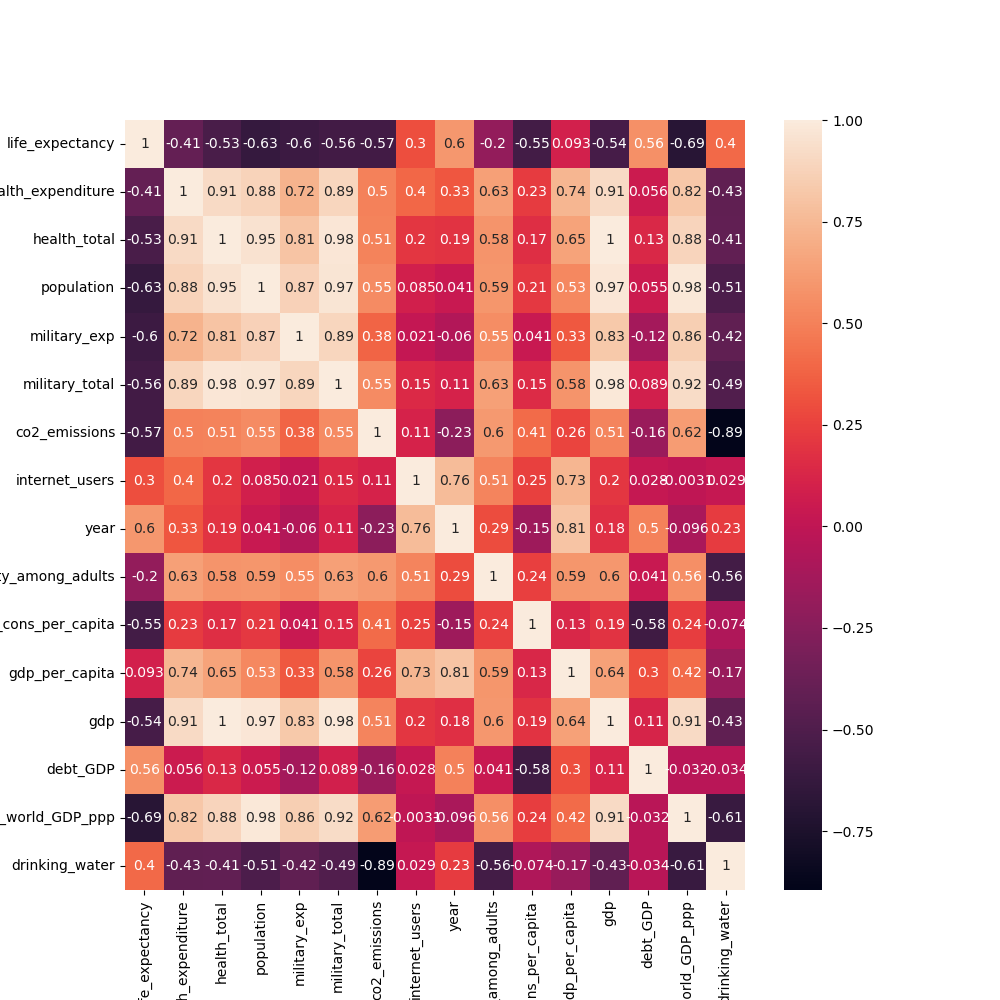 life_expectancy 1 -0.41 -0.53 -0.63 -0.6 -0.56 -0.57 0.3 0.6 -0.2 -0.55 0.093 -0.54 0.56 -0.69 0.4 1.00
alth_expenditure -0.41 1 0.91 0.88 0.72 0.89 0.5 0.4 0.33 0.63 0.23 0.74 0.91 0.056 0.82 -0.43
health_total -0.53 0.91 1 0.95 0.81 0.98 0.51 0.2 0.19 0.58 0.17 0.65 1 0.13 0.88 -0.41 0.75
population -0.63 0.88 0.95 1 0.87 0.97 0.55 0.085 0.041 0.59 0.21 0.53 0.97 0.055 0.98 -0.51
military_exp -0.6 0.72 0.81 0.87 1 0.89 0.38 0.021 -0.06 0.55 0.041 0.33 0.83 -0.12 0.86 -0.42 0.50
military_total -0.56 0.89 0.98 0.97 0.89 1 0.55 0.15 0.11 0.63 0.15 0.58 0.98 0.089 0.92 -0.49
co2_emissions -0.57 0.5 0.51 0.55 0.38 0.55 1 0.11 -0.23 0.6 0.41 0.26 0.51 -0.16 0.62 -0.89 0.25
internet_users 0.3 0.4 0.2 0.085 0.021 0.15 0.11 1 0.76 0.51 0.25 0.73 0.2 0.028 -0.0031 0.029
year 0.6 0.33 0.19 0.041 -0.06 0.11 -0.23 0.76 1 0.29 -0.15 0.81 0.18 0.5 -0.096 0.23 0.00
ty_among_adults -0.2 0.63 0.58 0.59 0.55 0.63 0.6 0.51 0.29 1 0.24 0.59 0.6 0.041 0.56 -0.56
_cons_per_capita -0.55 0.23 0.17 0.21 0.041 0.15 0.41 0.25 -0.15 0.24 1 0.13 0.19 -0.58 0.24 -0.074 -0.25
gdp_per_capita 0.093 0.74 0.65 0.53 0.33 0.58 0.26 0.73 0.81 0.59 0.13 1 0.64 0.3 0.42 -0.17
gdp -0.54 0.91 1 0.97 0.83 0.98 0.51 0.2 0.18 0.6 0.19 0.64 1 0.11 0.91 -0.43 -0.50
debt_GDP 0.56 0.056 0.13 0.055 -0.12 0.089 -0.16 0.028 0.5 0.041 -0.58 0.3 0.11 1 -0.032 -0.034
_world_GDP_ppp -0.69 0.82 0.88 0.98 0.86 0.92 0.62 -0.0031 -0.096 0.56 0.24 0.42 0.91 -0.032 1 -0.61 -0.75
drinking_water 0.4 -0.43 -0.41 -0.51 -0.42 -0.49 -0.89 0.029 0.23 -0.56 -0.074 -0.17 -0.43 -0.034 -0.61 1
fe_expectancy
h_expenditure
health_total
population
military_exp
military_total
co2_emissions
internet_users
year
_among_adults
ns_per_capita
dp_per_capita
gdp
debt_GDP
orld_GDP_ppp
drinking_water